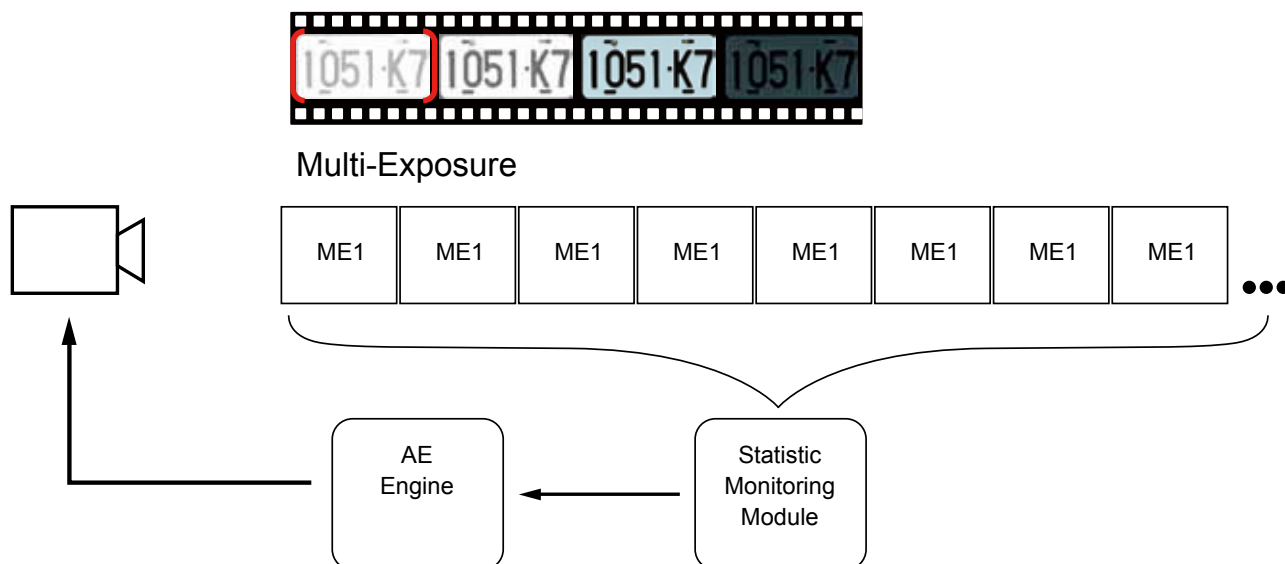 1051·K7 1051·K7 1051·K7 1051·K7
Multi-Exposure
ME1 ME1 ME1 ME1 ME1 ME1 ME1 ME1
AE
Engine
Statistic
Monitoring
Module